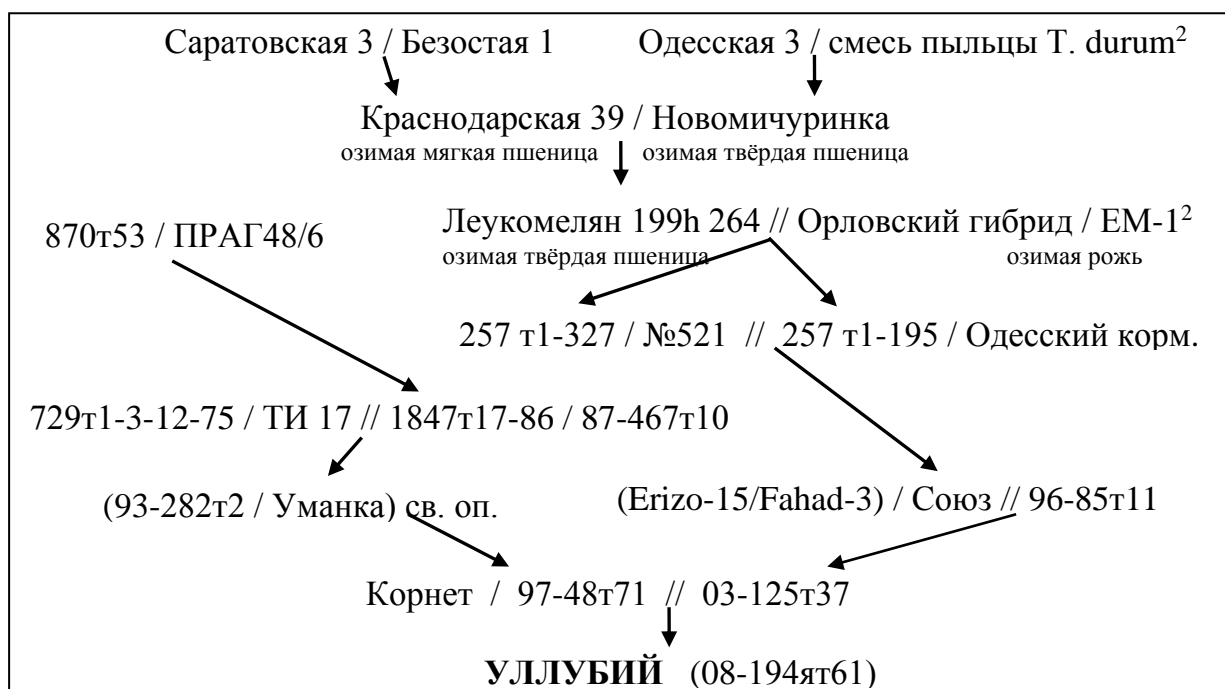 Саратовская 3 / Безостая 1 Одесская 3 / смесь пыльцы T. durum²
Краснодарская 39 / Новомичуринка
озимая мягкая пшеница озимая твёрдая пшеница
870т53 / ПРАГ48/6
Леукомелян 199h 264 // Орловский гибрид / ЕМ-1²
озимая твёрдая пшеница озимая рожь
257 т1-327 / №521 // 257 т1-195 / Одесский корм.
729т1-3-12-75 / ТИ 17 // 1847т17-86 / 87-467т10
(93-282т2 / Уманка) св. оп. (Erizo-15/Fahad-3) / Союз // 96-85т11
Корнет / 97-48т71 // 03-125т37
УЛЛУБИЙ (08-194ят61)